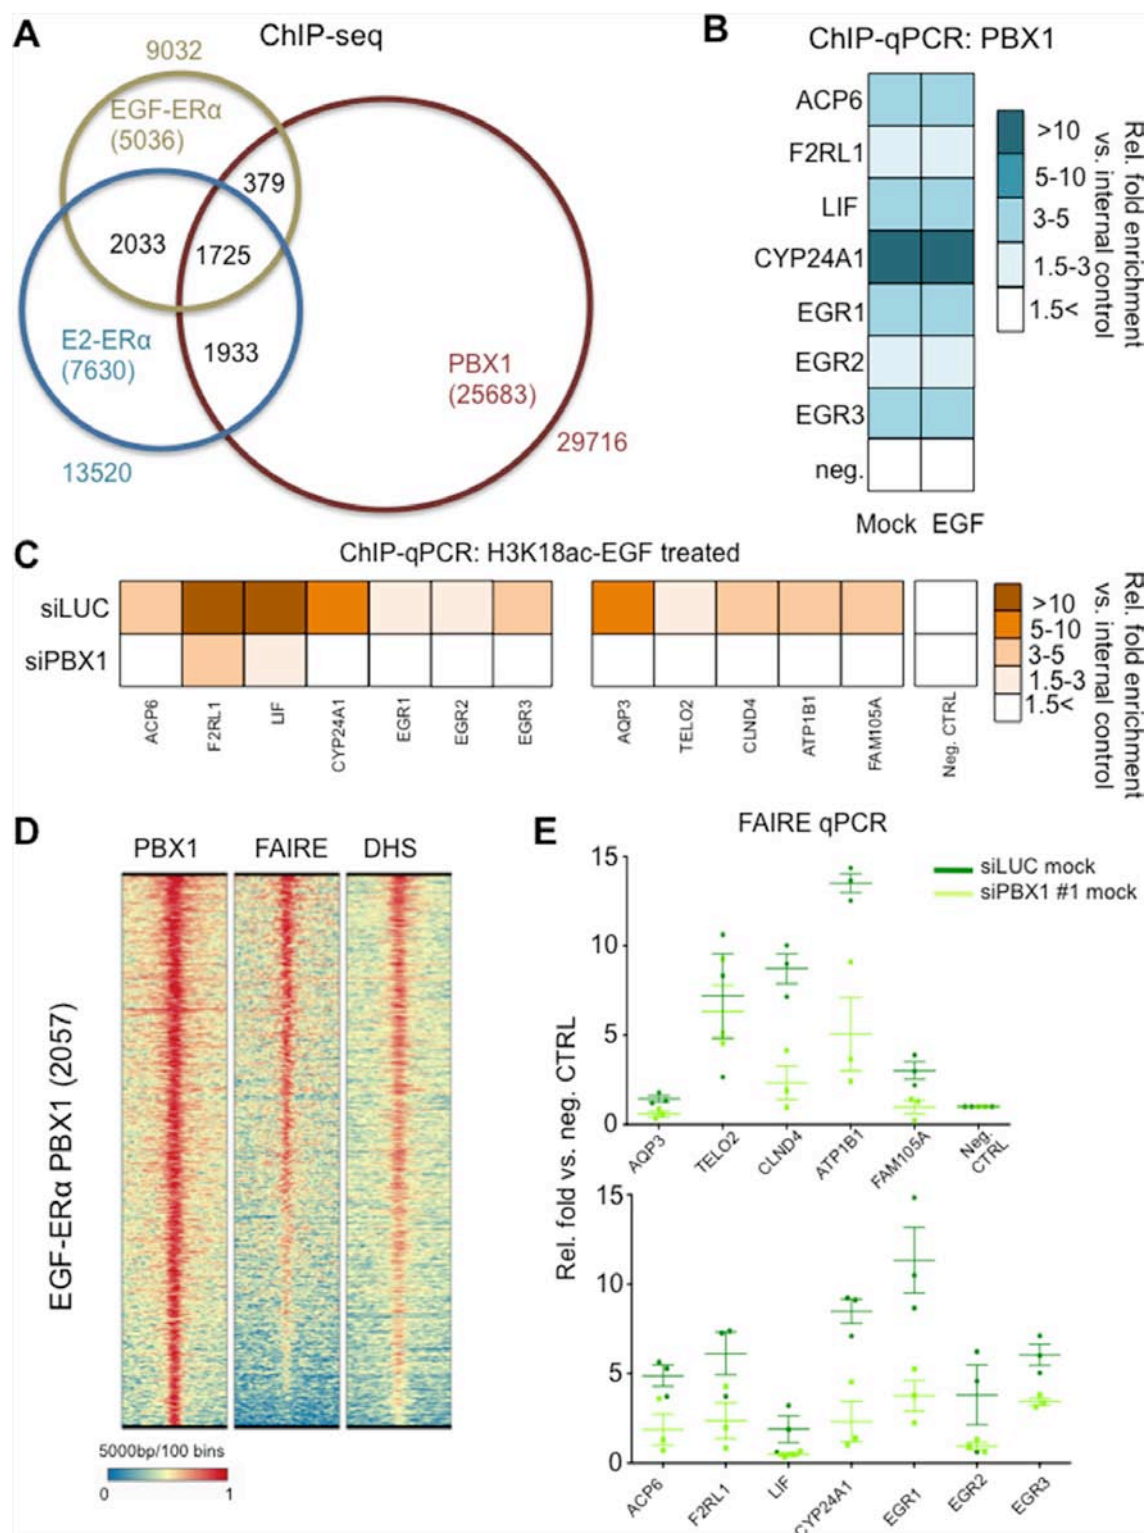 A
ChIP-seq
9032
EGF-ERα
(5036)
379
2033
1725
E2-ERα
(7630)
1933
PBX1
(25683)
29716
13520
B
ChIP-qPCR: PBX1
ACP6
F2RL1
LIF
CYP24A1
EGR1
EGR2
EGR3
neg.
Mock EGF
>10
5-10
3-5
1.5-3
1.5<
Rel. fold enrichment
vs. internal control
C
ChIP-qPCR: H3K18ac-EGF treated
siLUC
siPBX1
ACP6
F2RL1
LIF
CYP24A1
EGR1
EGR2
EGR3
AQP3
TELO2
CLND4
ATP1B1
FAM105A
Neg. CTRL
>10
5-10
3-5
1.5-3
1.5<
Rel. fold enrichment
vs. internal control
D
PBX1 FAIRE DHS
EGF-ERα PBX1 (2057)
5000bp/100 bins
0 1
E
FAIRE qPCR
siLUC mock
siPBX1 #1 mock
Rel. fold vs. neg. CTRL
15
10
5
0
AQP3
TELO2
CLND4
ATP1B1
FAM105A
Neg.
CTRL
15
10
5
0
ACP6
F2RL1
LIF
CYP24A1
EGR1
EGR2
EGR3